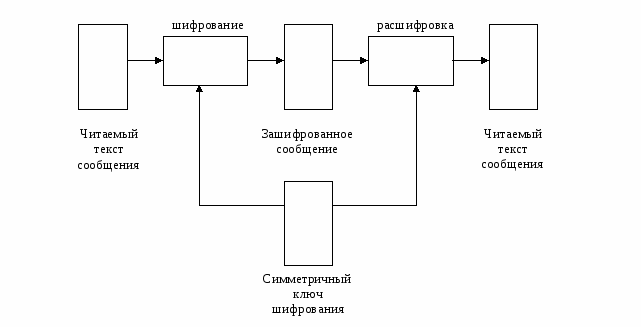 шифрование
расшифровка
Читаемый
текст
сообщения
Зашифрованное
сообщение
Читаемый
текст
сообщения
Симметричный
ключ
шифрования